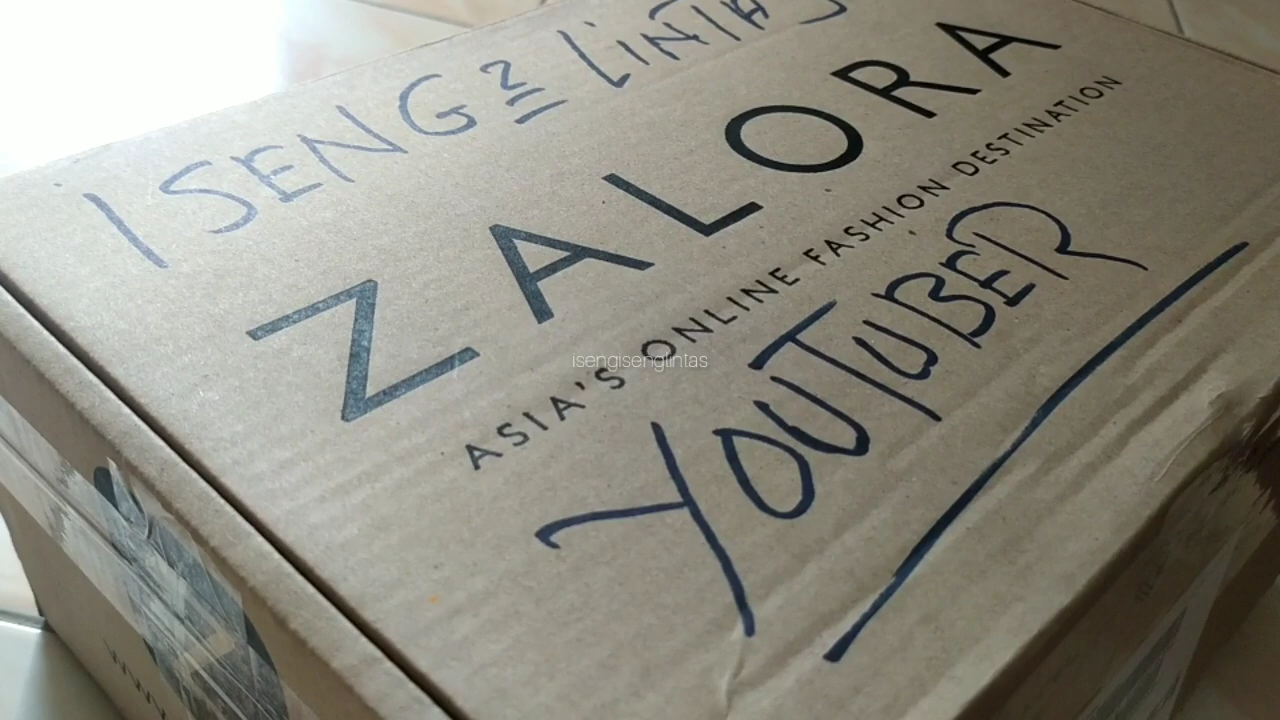 iSENG2 LiNTAS
ZALORA
ASIA'S ONLINE FASHION DESTINATION
isengisenglintas
YOUTUBER